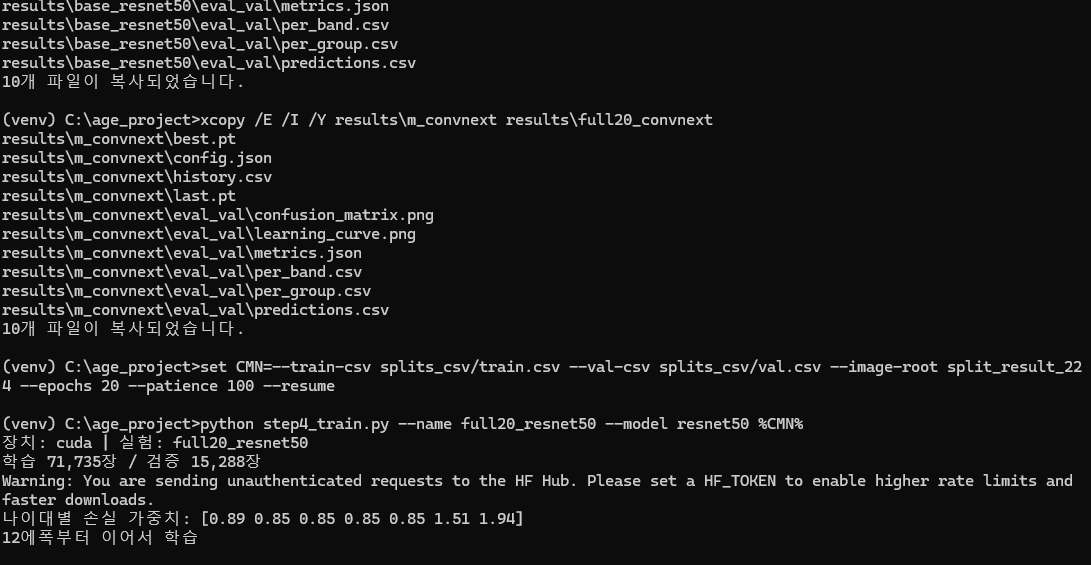 results\base_resnet50\eval_val\metrics.json
results\base_resnet50\eval_val\per_band.csv
results\base_resnet50\eval_val\per_group.csv
results\base_resnet50\eval_val\predictions.csv
10개 파일이 복사되었습니다.
(venv) C:\age_project>xcopy /E /I /Y results\m_convnext results\full20_convnext
results\m_convnext\best.pt
results\m_convnext\config.json
results\m_convnext\history.csv
results\m_convnext\last.pt
results\m_convnext\eval_val\confusion_matrix.png
results\m_convnext\eval_val\learning_curve.png
results\m_convnext\eval_val\metrics.json
results\m_convnext\eval_val\per_band.csv
results\m_convnext\eval_val\per_group.csv
results\m_convnext\eval_val\predictions.csv
10개 파일이 복사되었습니다.
(venv) C:\age_project>set CMN=--train-csv splits_csv/train.csv --val-csv splits_csv/val.csv --image-root split_result_22
4 --epochs 20 --patience 100 --resume
(venv) C:\age_project>python step4_train.py --name full20_resnet50 --model resnet50 %CMN%
장치: cuda | 실험: full20_resnet50
학습 71,735장 / 검증 15,288장
Warning: You are sending unauthenticated requests to the HF Hub. Please set a HF_TOKEN to enable higher rate limits and
faster downloads.
나이대별 손실 가중치: [0.89 0.85 0.85 0.85 0.85 1.51 1.94]
12에폭부터 이어서 학습